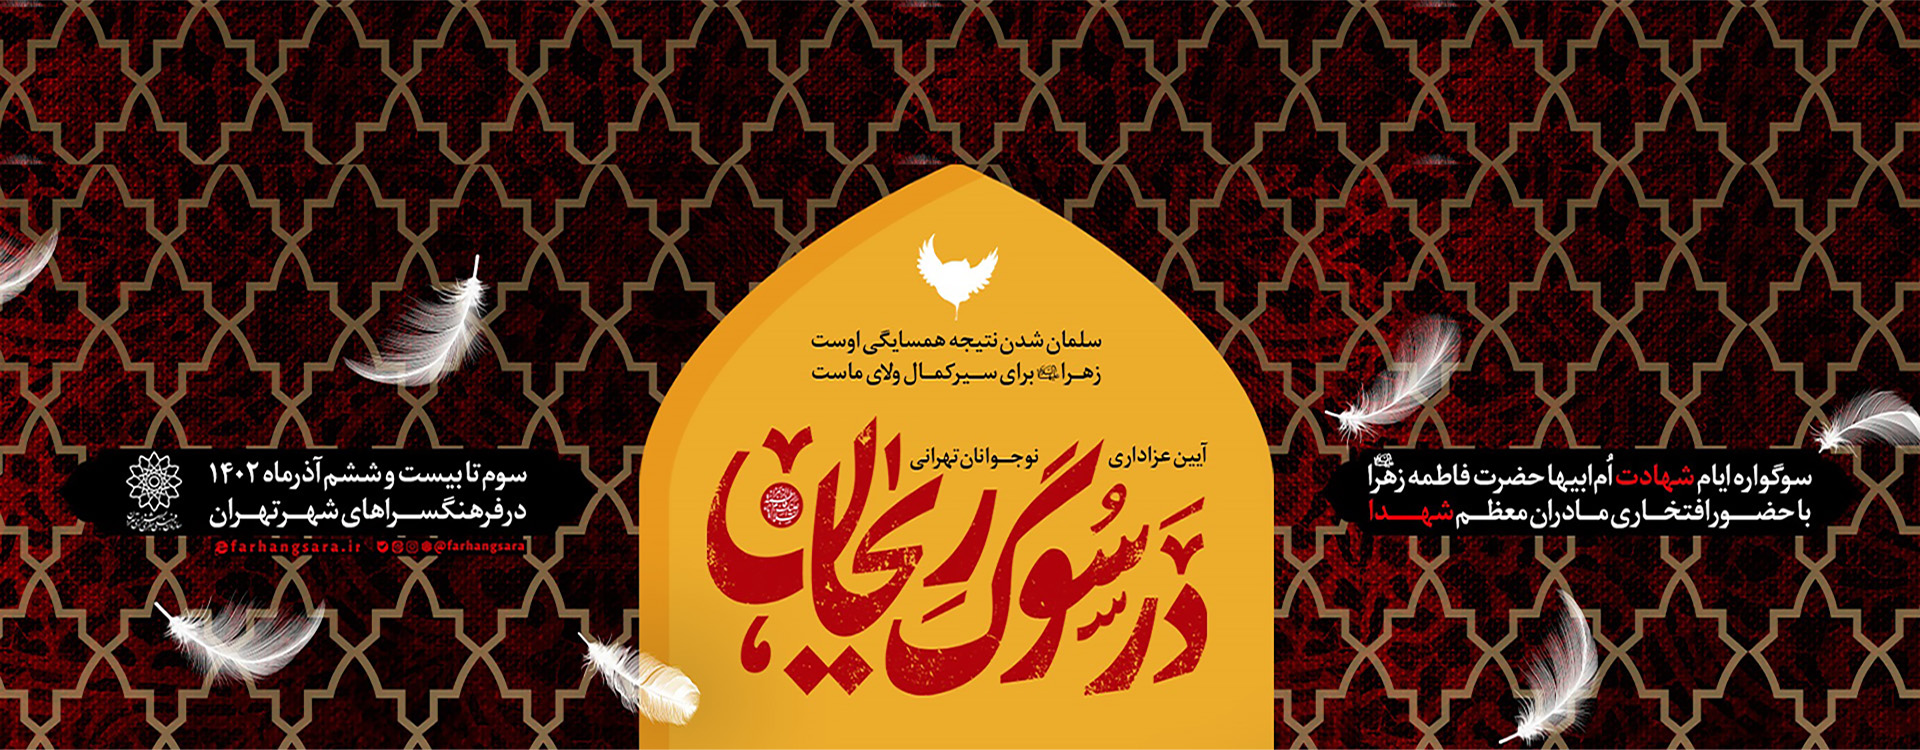 سلمان شدن نتیجه همسایگی اوست
زهرا برای سیر کمال ولای ماست
آیین عزاداری نوجوانان تهرانی
در سوگ ریحان
سوگواره ایام شهادت اُم ابیها حضرت فاطمه زهرا
با حضور افتخاری مادران معظم شهدا
سوم تا بیست و ششم آذرماه ۱۴۰۲
در فرهنگسراهای شهر تهران
farhangsara.ir @farhangsara